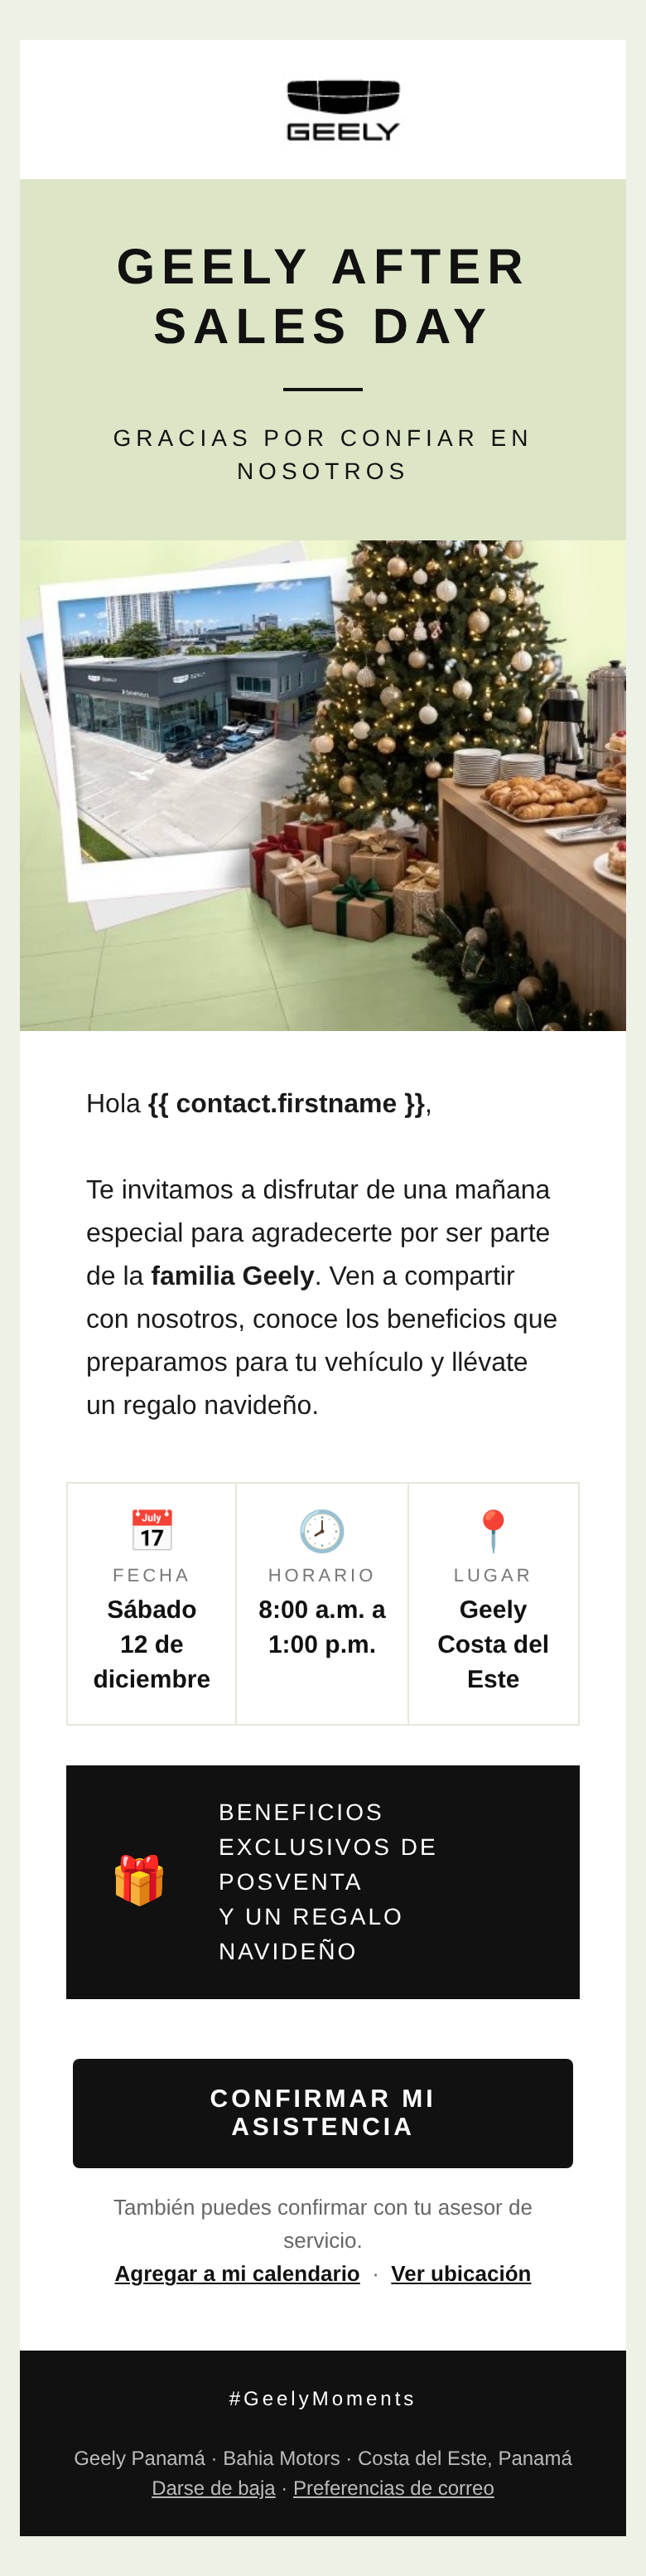 GEELY
GEELY AFTER
SALES DAY
GRACIAS POR CONFIAR EN
NOSOTROS
GEELY
Hola {{ contact.firstname }},
Te invitamos a disfrutar de una mañana
especial para agradecerte por ser parte
de la familia Geely. Ven a compartir
con nosotros, conoce los beneficios que
preparamos para tu vehículo y llévate
un regalo navideño.
July
17
FECHA
Sábado
12 de
diciembre
HORARIO
8:00 a.m. a
1:00 p.m.
LUGAR
Geely
Costa del
Este
BENEFICIOS
EXCLUSIVOS DE
POSVENTA
Y UN REGALO
NAVIDEÑO
CONFIRMAR MI
ASISTENCIA
También puedes confirmar con tu asesor de
servicio.
Agregar a mi calendario · Ver ubicación
#GeelyMoments
Geely Panamá · Bahia Motors · Costa del Este, Panamá
Darse de baja · Preferencias de correo